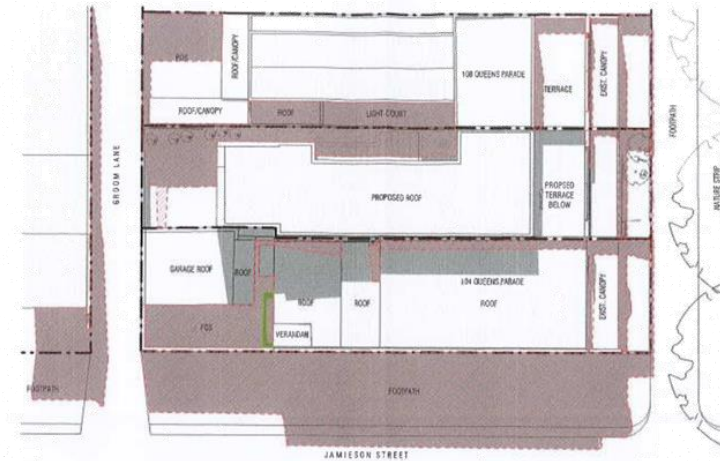 POS
ROOF/CANOPY
108 QUEENS PARADE
TERRACE
EXIST. CANOPY
ROOF/CANOPY
ROOF
LIGHT COURT
FOOTPATH
NATURE STRIP
GROOM LANE
PROPOSED ROOF
PROPSED
TERRACE
BELOW
GARAGE ROOF
ROOF
104 QUEENS PARADE
ROOF
ROOF
ROOF
EXIST. CANOPY
POS
VERANDAH
FOOTPATH
FOOTPATH
JAMIESON STREET